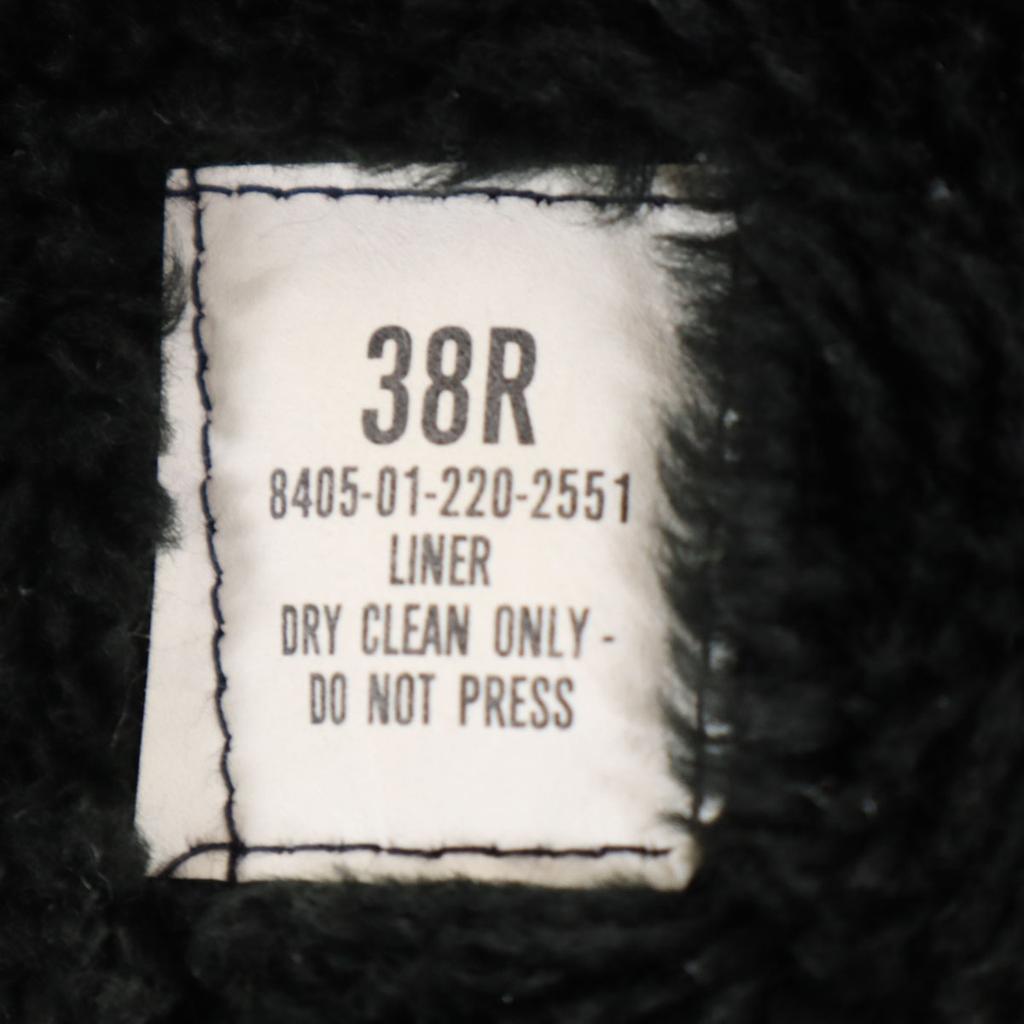 38R
8405-01-220-2551
LINER
DRY CLEAN ONLY -
DO NOT PRESS